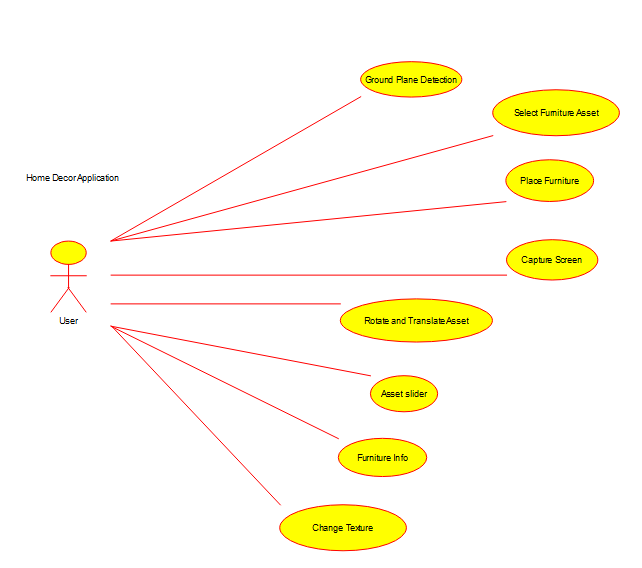 Ground Plane Detection
Select Furniture Asset
Home Decor Application
Place Furniture
Capture Screen
User
Rotate and Translate Asset
Asset slider
Furniture Info
Change Texture